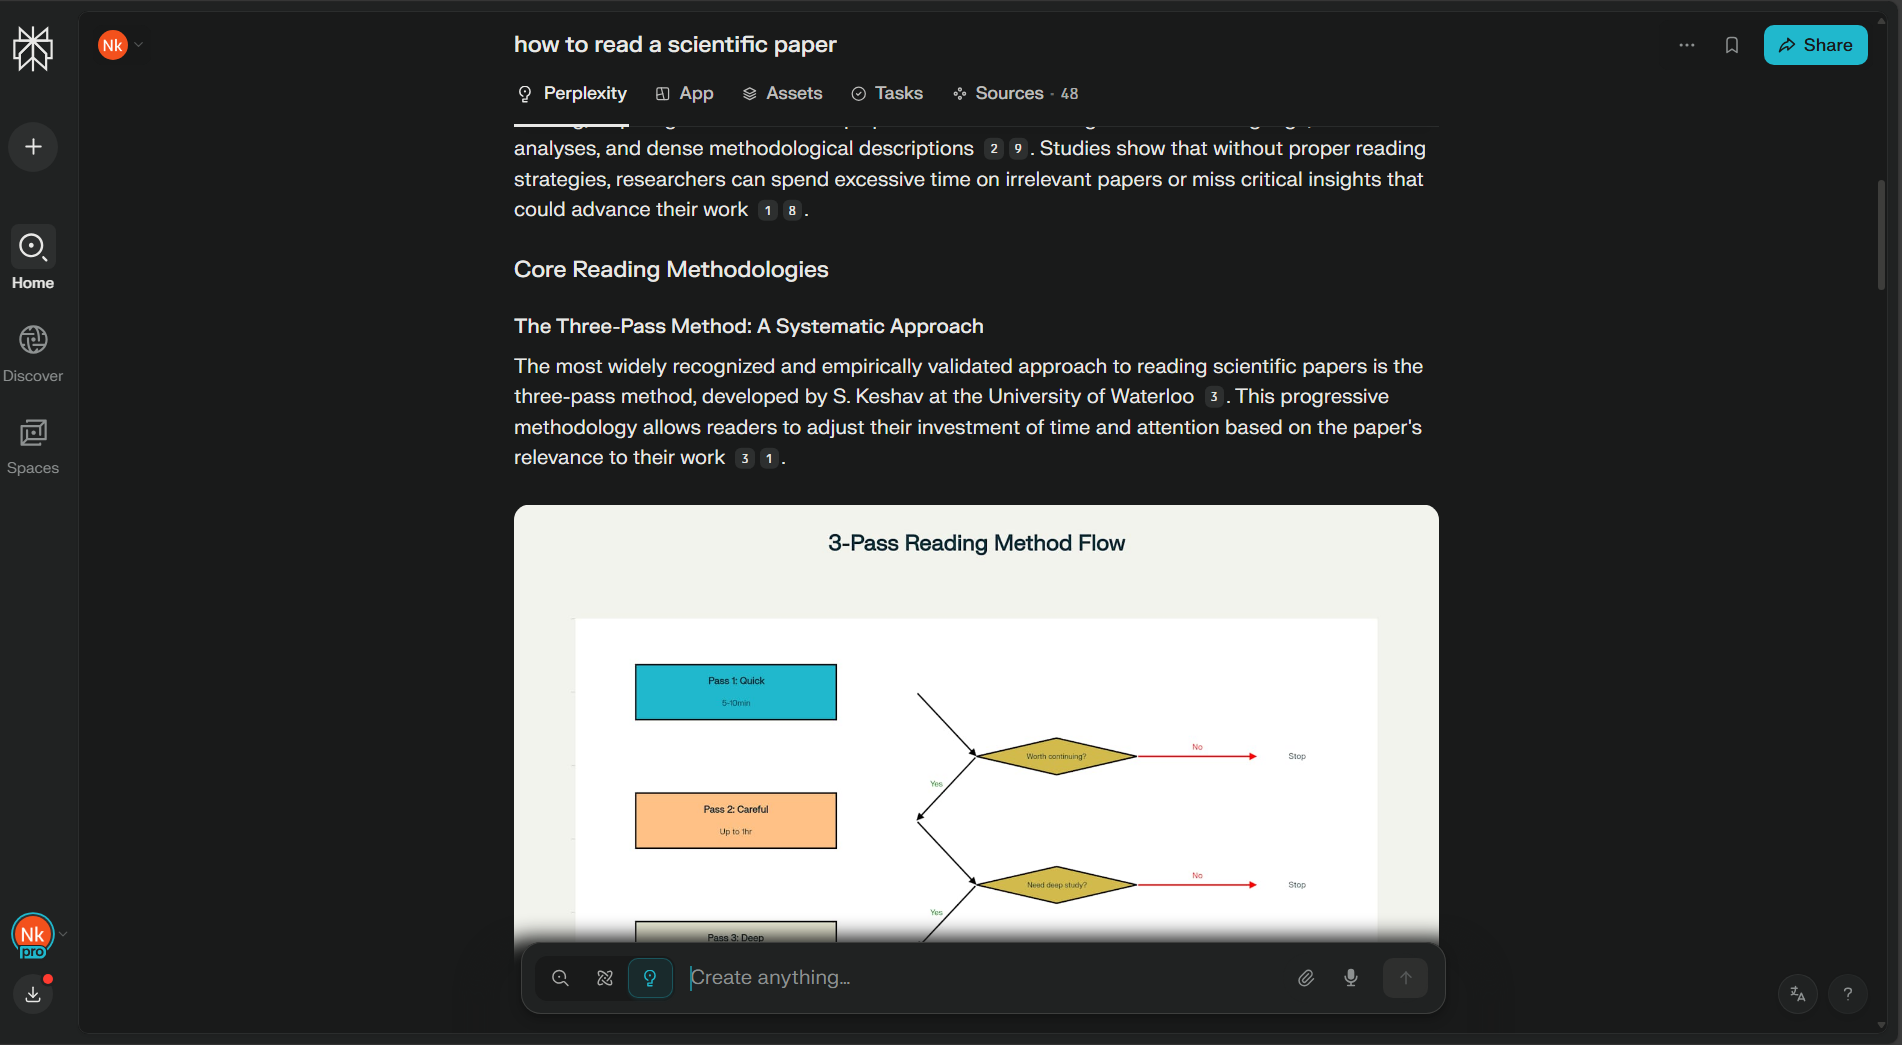 Nk
how to read a scientific paper
Share
Perplexity
App
Assets
Tasks
Sources · 48
analyses, and dense methodological descriptions 2 9. Studies show that without proper reading
strategies, researchers can spend excessive time on irrelevant papers or miss critical insights that
could advance their work 1 8.
Core Reading Methodologies
The Three-Pass Method: A Systematic Approach
The most widely recognized and empirically validated approach to reading scientific papers is the
three-pass method, developed by S. Keshav at the University of Waterloo 3. This progressive
methodology allows readers to adjust their investment of time and attention based on the paper's
relevance to their work 3 1.
3-Pass Reading Method Flow
Pass 1: Quick
5-10min
Worth continuing?
No
Stop
Yes
Pass 2: Careful
Up to 1hr
Need deep study?
No
Stop
Yes
Pass 3: Deep
Create anything...
Home
Discover
Spaces
Nk
pro
?